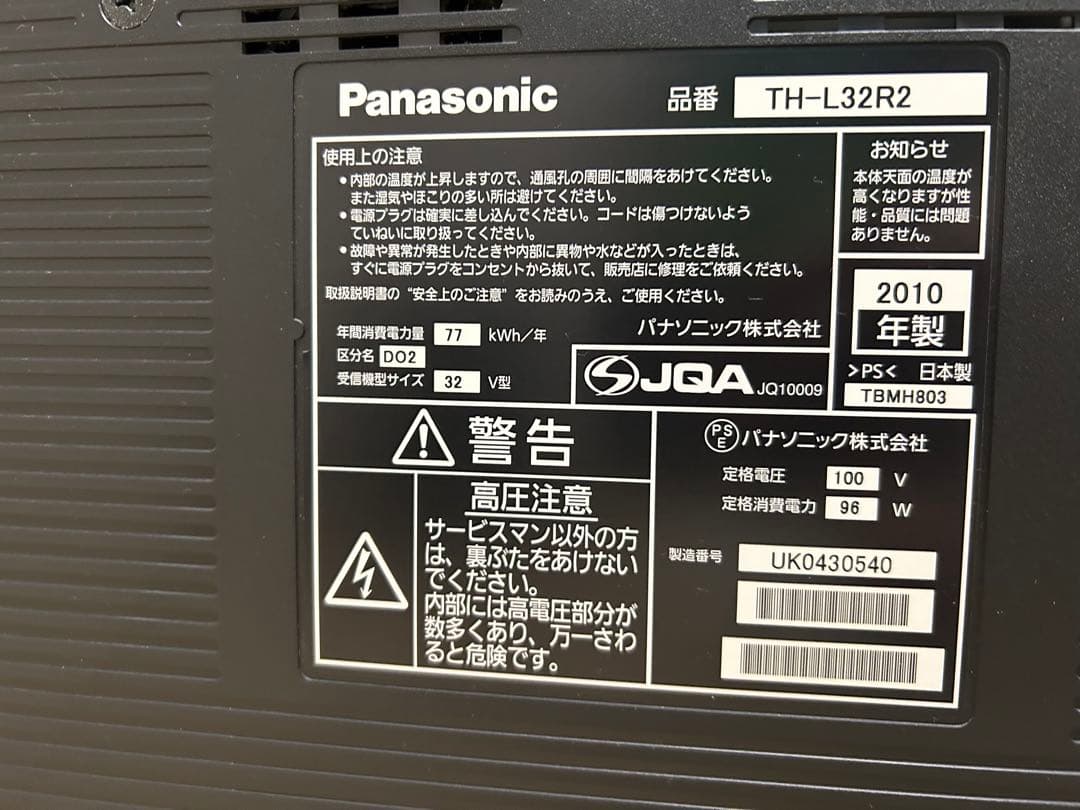 Panasonic 品番 TH-L32R2
使用上の注意
●内部の温度が上昇しますので、通風孔の周囲に間隔をあけてください。
また湿気やほこりの多い所は避けてください。
●電源プラグは確実に差し込んでください。コードは傷つけないよう
ていねいに取り扱ってください。
●故障や異常が発生したときや内部に異物や水などが入ったときは、
すぐに電源プラグをコンセントから抜いて、販売店に修理をご依頼ください。
取扱説明書の“安全上のご注意”をお読みのうえ、ご使用ください。
年間消費電力量 77 kWh/年
区分名 DO2
受信機型サイズ 32 V型
パナソニック株式会社
JQA JQ10009
お知らせ
本体天面の温度が
高くなりますが性
能・品質には問題
ありません。
2010
年製
>PS< 日本製
TBMH803
警告
高圧注意
サービスマン以外の方
は、裏ぶたをあけない
でください。
内部には高電圧部分が
数多くあり、万一さわ
ると危険です。
PSE パナソニック株式会社
定格電圧 100 V
定格消費電力 96 W
製造番号 UK0430540